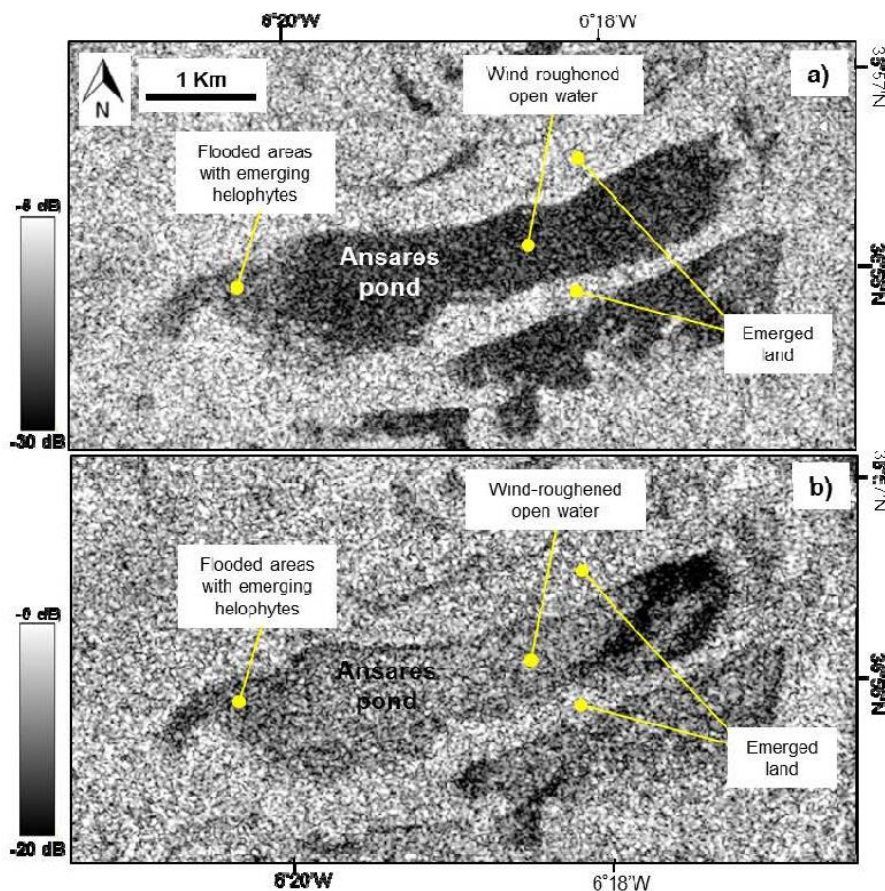 6°20'W
6°18'W
1 Km
N
Wind roughened
open water
a)
Flooded areas
with emerging
helophytes
Ansares
pond
Emerged
land
-30 dB
Wind-roughened
open water
b)
Flooded areas
with emerging
helophytes
-0 dB
Ansares
pond
Emerged
land
-20 dB
6°20'W
6°18'W